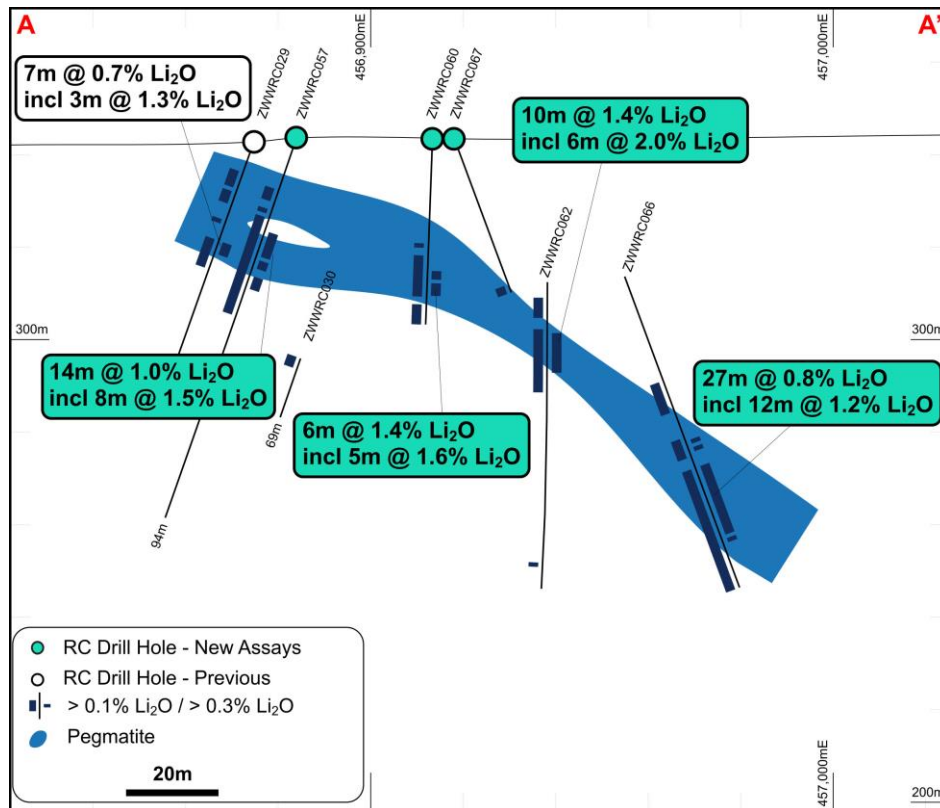 A
A'
456,900mE
457,000mE
ZWWRC029
ZWWRC057
ZWWRC060
ZWWRC067
7m @ 0.7% Li₂O
incl 3m @ 1.3% Li₂O
10m @ 1.4% Li₂O
incl 6m @ 2.0% Li₂O
ZWWRC062
ZWWRC066
ZWWRC030
300m
300m
14m @ 1.0% Li₂O
incl 8m @ 1.5% Li₂O
27m @ 0.8% Li₂O
incl 12m @ 1.2% Li₂O
6m @ 1.4% Li₂O
incl 5m @ 1.6% Li₂O
69m
94m
RC Drill Hole - New Assays
RC Drill Hole - Previous
> 0.1% Li₂O / > 0.3% Li₂O
Pegmatite
20m
457,000mE
200m